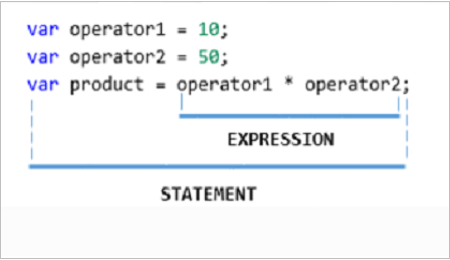 var operator1 = 10;
var operator2 = 50;
var product = operator1 * operator2;
EXPRESSION
STATEMENT